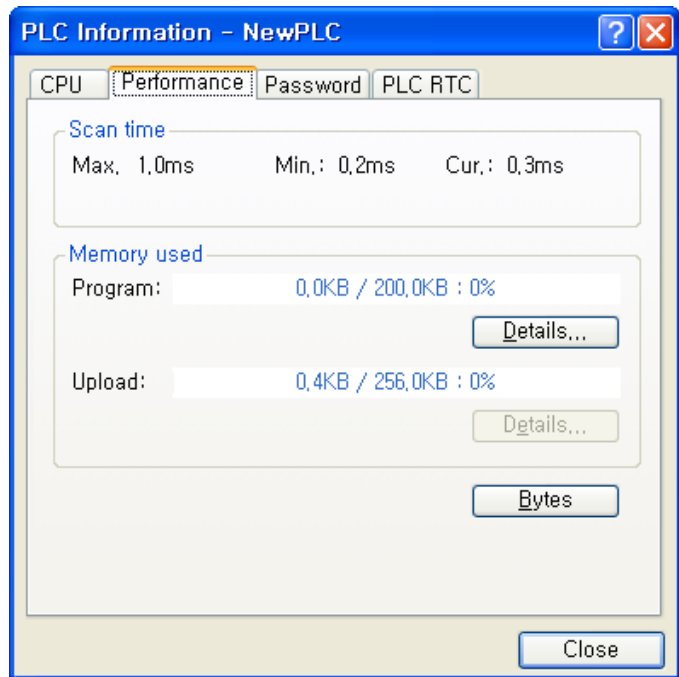 PLC Information - NewPLC
CPU Performance Password PLC RTC
Scan time
Max. 1.0ms Min.: 0.2ms Cur.: 0.3ms
Memory used
Program: 0.0KB / 200.0KB : 0%
Details...
Upload: 0.4KB / 256.0KB : 0%
Details...
Bytes
Close